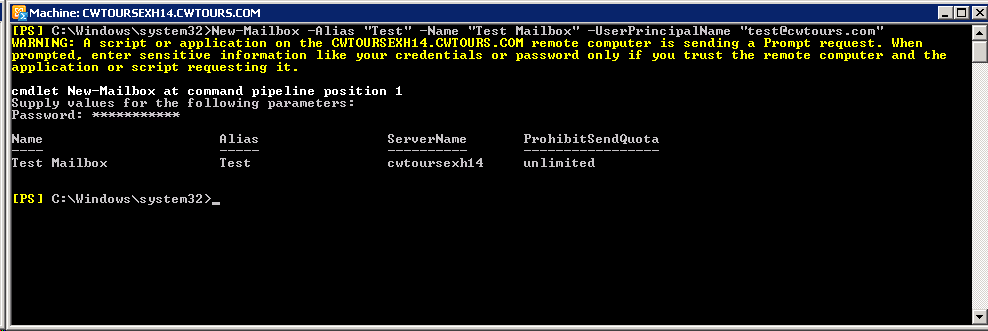 Machine: CWTOURSEXH14.CWTOURS.COM
[PS] C:\Windows\system32>New-Mailbox -Alias "Test" -Name "Test Mailbox" -UserPrincipalName "test@cwtours.com"
WARNING: A script or application on the CWTOURSEXH14.CWTOURS.COM remote computer is sending a Prompt request. When
prompted, enter sensitive information like your credentials or password only if you trust the remote computer and the
application or script requesting it.
cmdlet New-Mailbox at command pipeline position 1
Supply values for the following parameters:
Password: ***********
Name Alias ServerName ProhibitSendQuota
---- ----- ---------- -----------------
Test Mailbox Test cwtoursexh14 unlimited
[PS] C:\Windows\system32>_